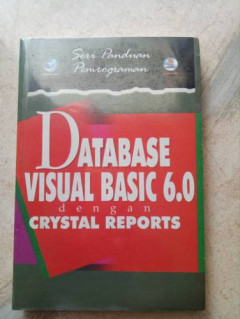 Seri Panduan
Pemrograman
DATABASE
VISUAL BASIC 6.0
dengan
CRYSTAL REPORTS